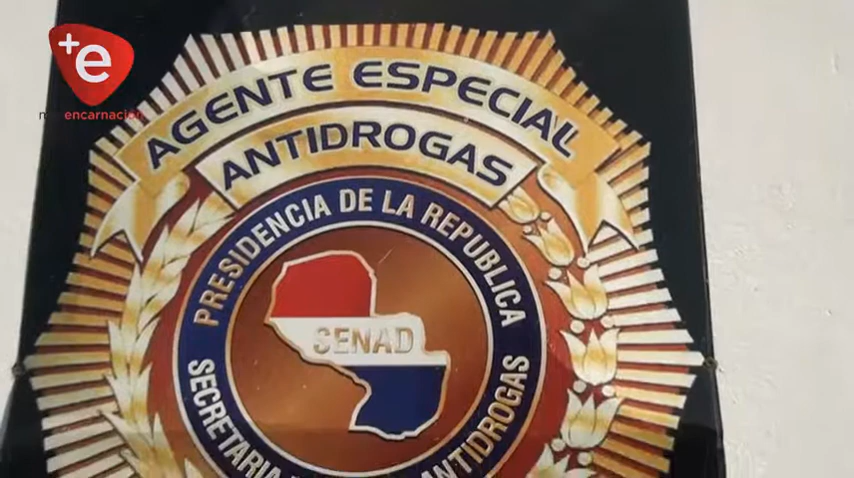 +e
encarnación
AGENTE ESPECIAL
ANTIDROGAS
PRESIDENCIA DE LA REPUBLICA
SENAD
SECRETARIA
ANTIDROGAS